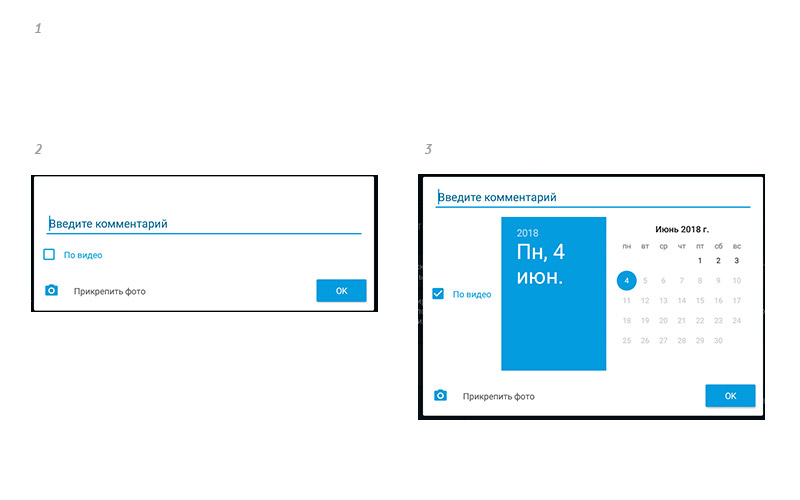 1
2
Введите комментарий
По видео
Прикрепить фото
ОК
3
Введите комментарий
По видео
2018
Пн, 4
июн.
Июнь 2018 г.
пн вт ср чт пт сб вс
1 2 3
4 5 6 7 8 9 10
11 12 13 14 15 16 17
18 19 20 21 22 23 24
25 26 27 28 29 30
Прикрепить фото
ОК